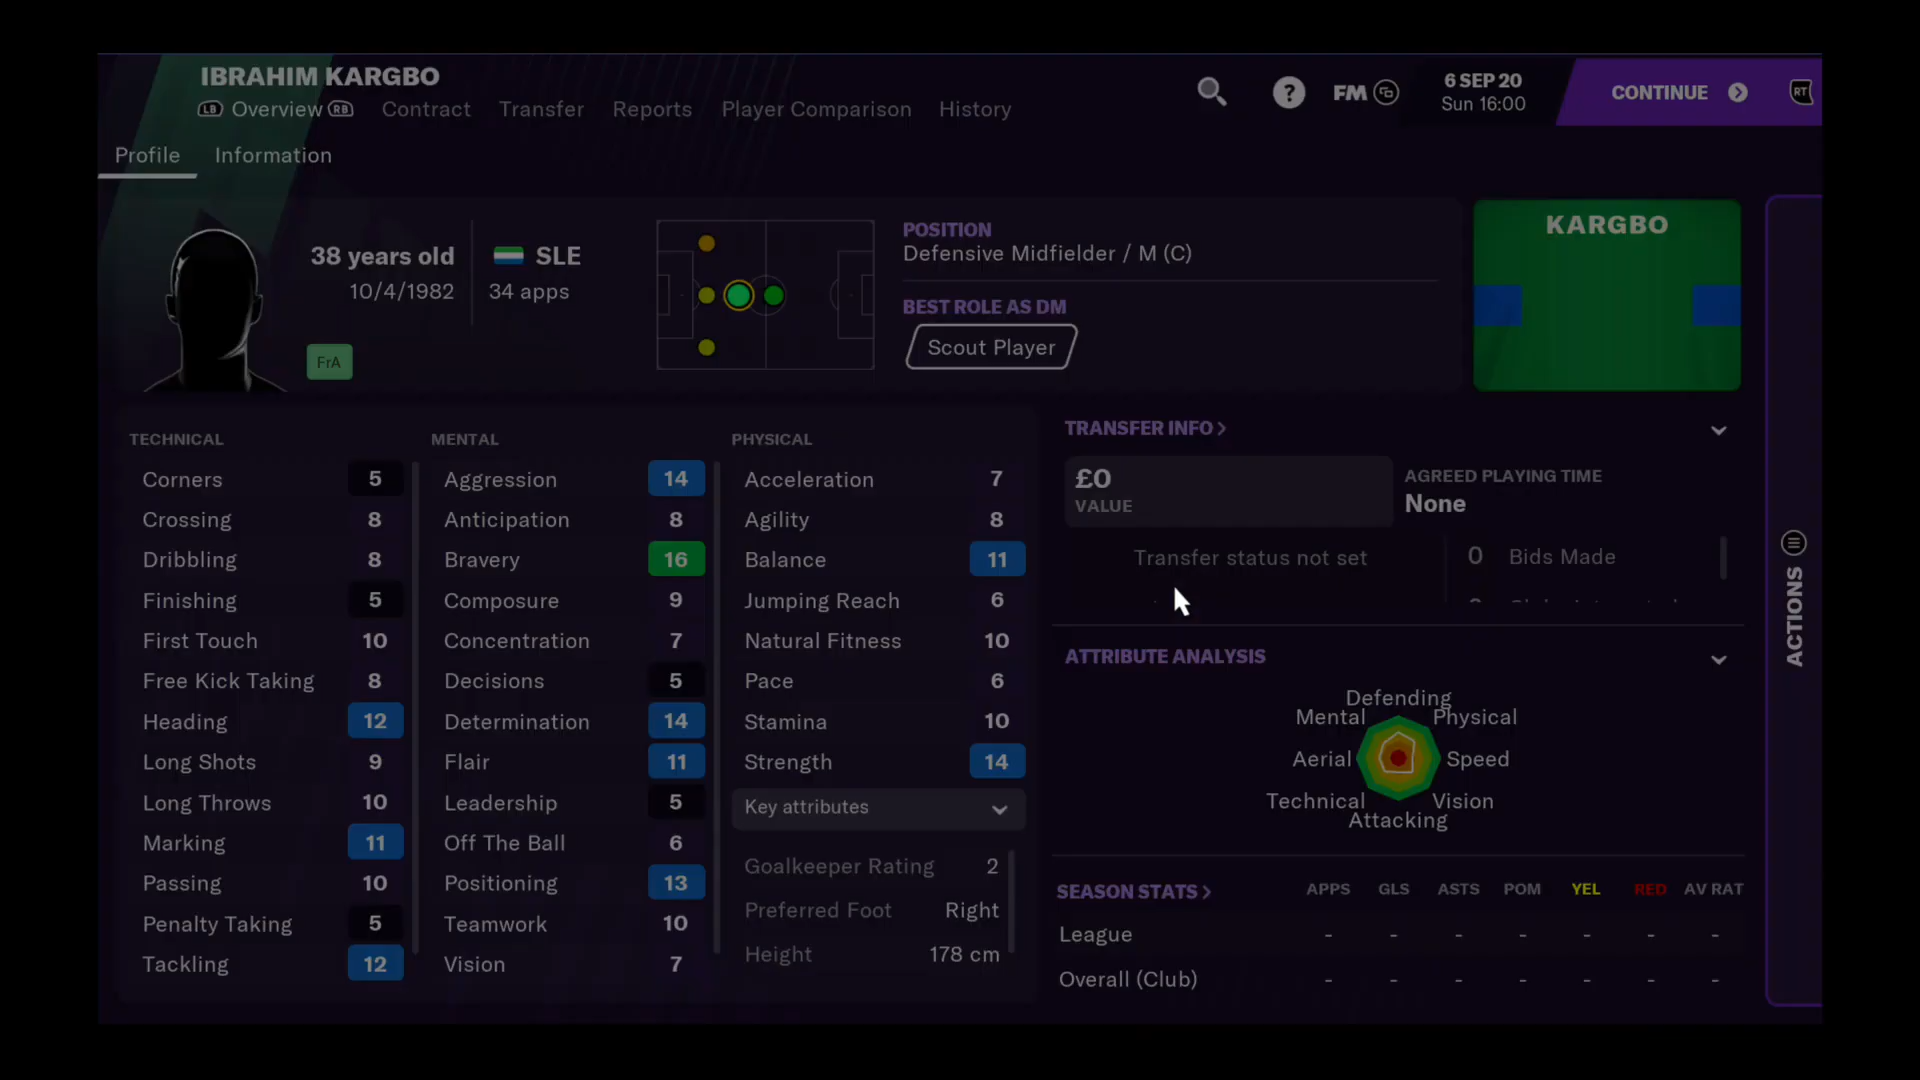 IBRAHIM KARGBO
LB Overview RB Contract Transfer Reports Player Comparison History
? FM
6 SEP 20
Sun 16:00
CONTINUE
RT
Profile Information
38 years old
10/4/1982
SLE
34 apps
FrA
POSITION
Defensive Midfielder / M (C)
BEST ROLE AS DM
Scout Player
KARGBO
TECHNICAL
Corners 5
Crossing 8
Dribbling 8
Finishing 5
First Touch 10
Free Kick Taking 8
Heading 12
Long Shots 9
Long Throws 10
Marking 11
Passing 10
Penalty Taking 5
Tackling 12
MENTAL
Aggression 14
Anticipation 8
Bravery 16
Composure 9
Concentration 7
Decisions 5
Determination 14
Flair 11
Leadership 5
Off The Ball 6
Positioning 13
Teamwork 10
Vision 7
PHYSICAL
Acceleration 7
Agility 8
Balance 11
Jumping Reach 6
Natural Fitness 10
Pace 6
Stamina 10
Strength 14
Key attributes
Goalkeeper Rating 2
Preferred Foot Right
Height 178 cm
TRANSFER INFO
£0
VALUE
AGREED PLAYING TIME
None
Transfer status not set
0 Bids Made
ATTRIBUTE ANALYSIS
Defending
Mental Physical
Aerial Speed
Technical Vision
Attacking
SEASON STATS APPS GLS ASTS POM YEL RED AV RAT
League - - - - - - -
Overall (Club) - - - - - - -
ACTIONS